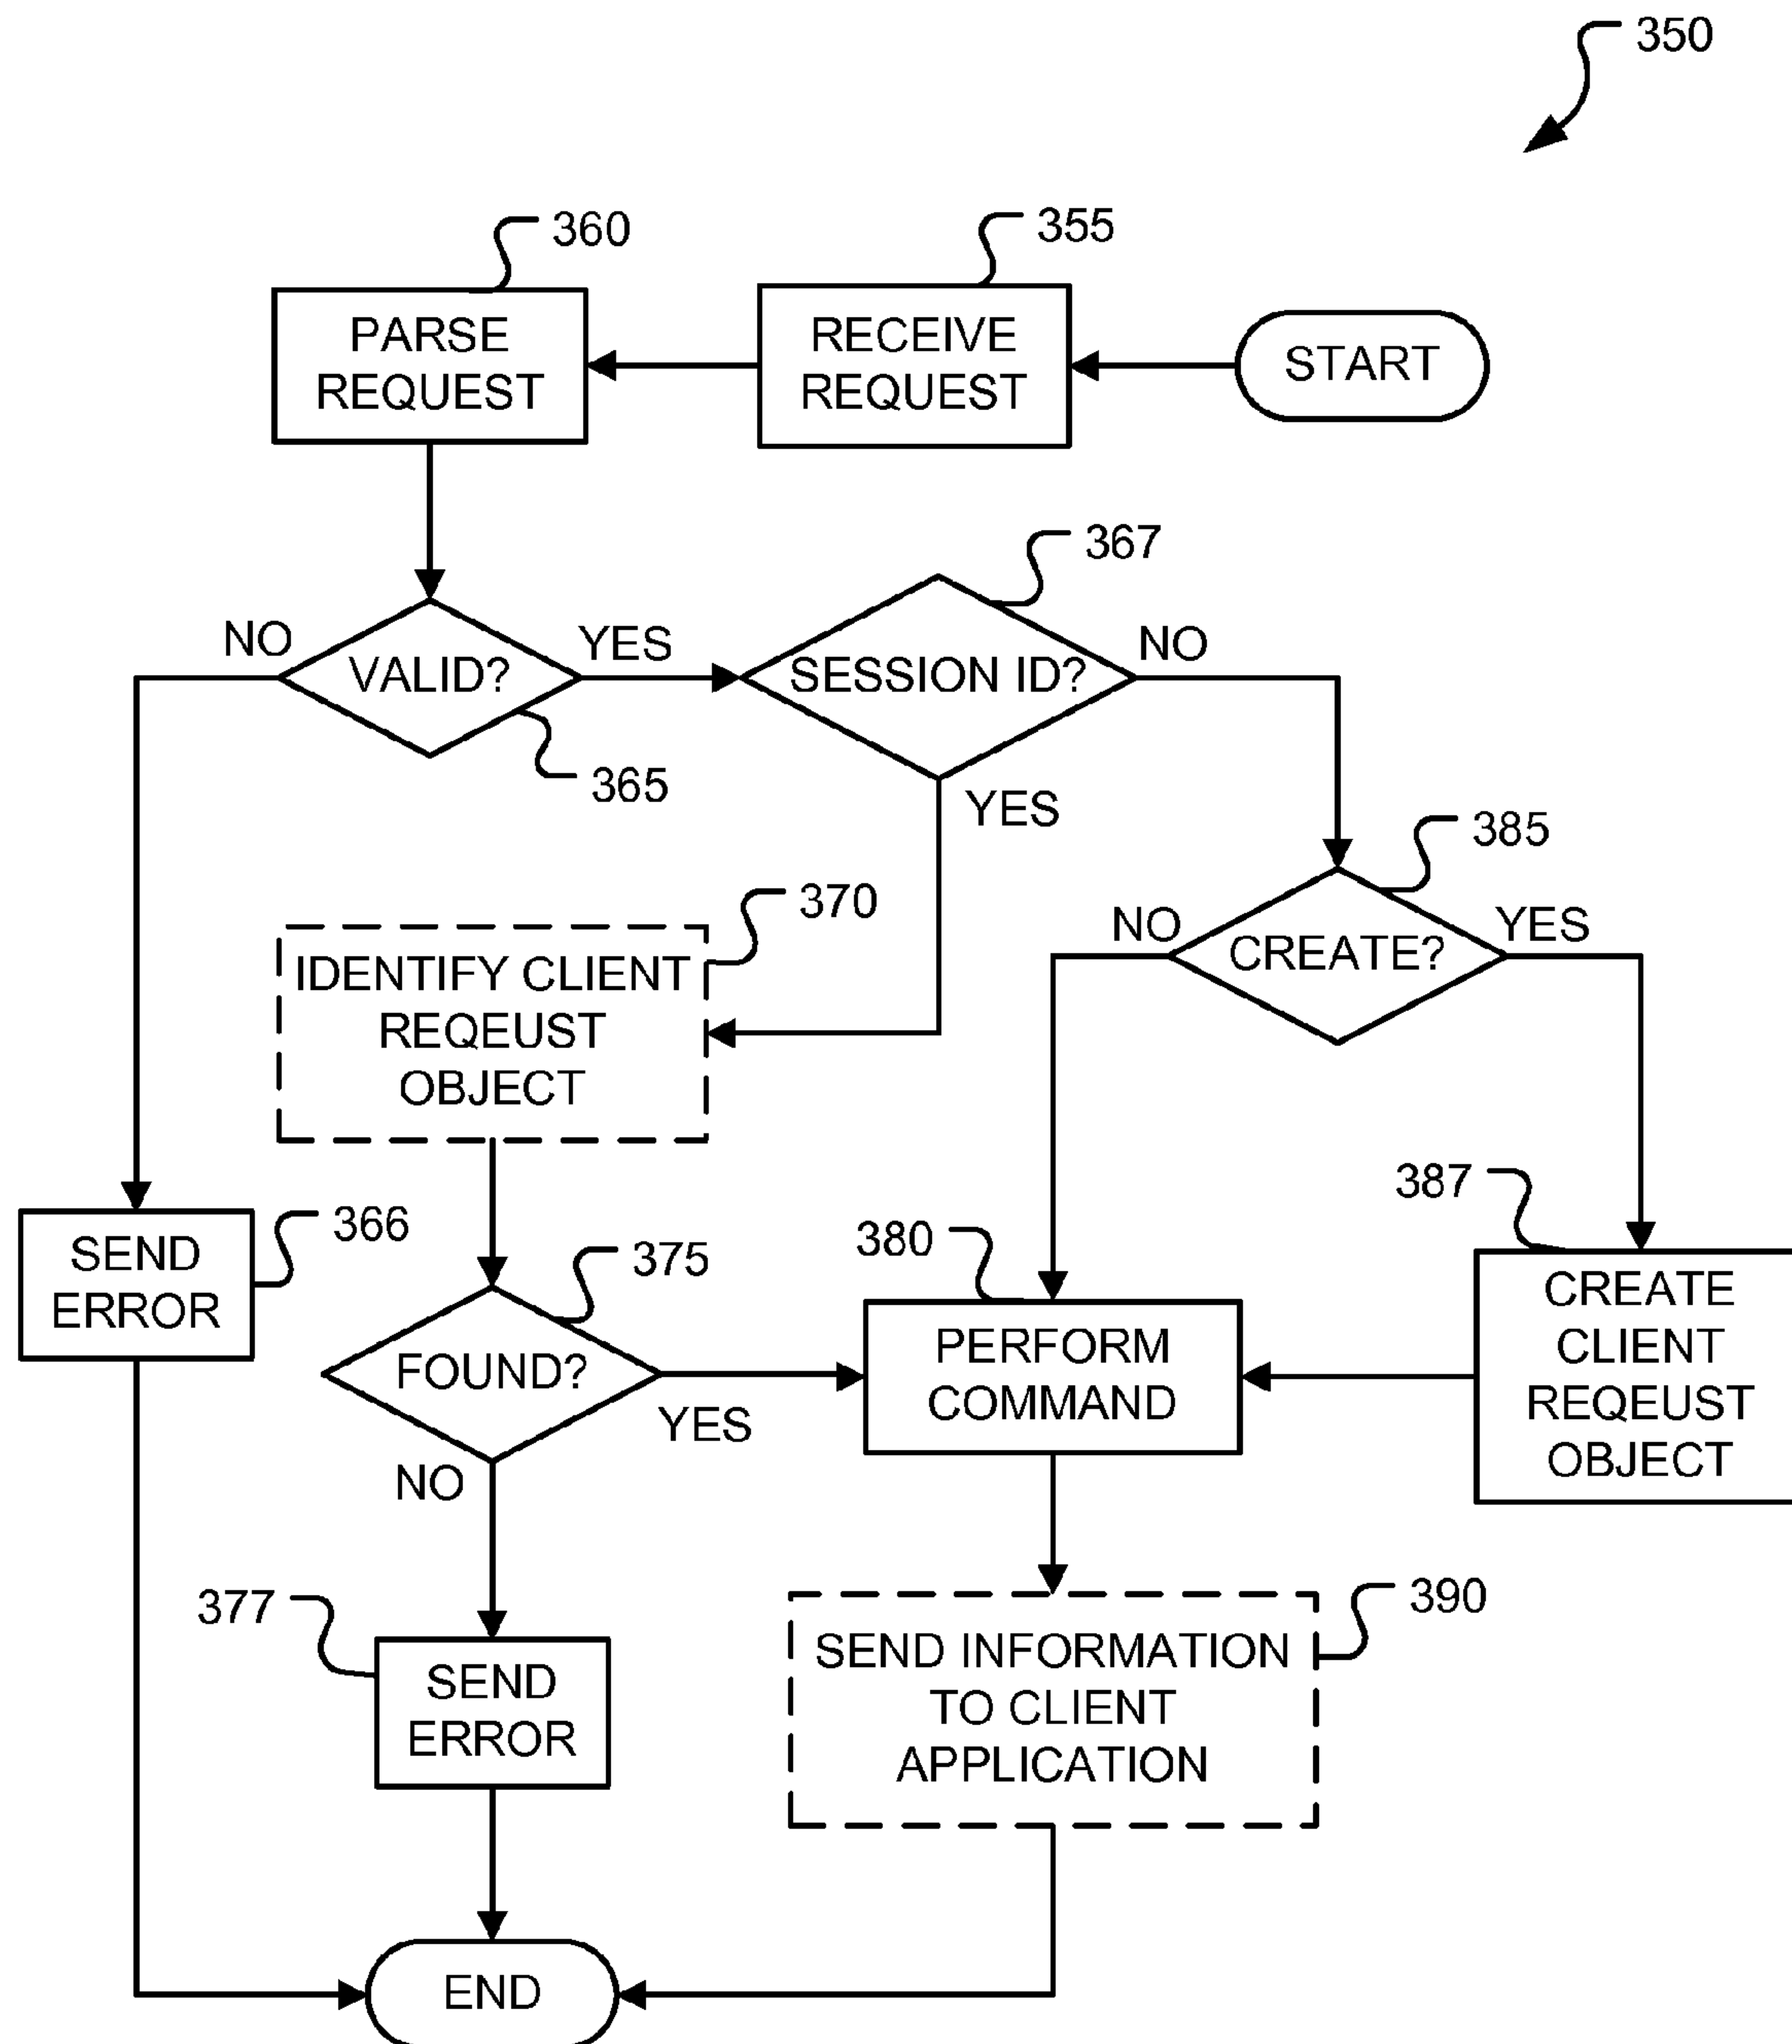 350
360
355
PARSE
REQUEST
RECEIVE
REQUEST
START
367
NO
VALID?
YES
SESSION ID?
NO
365
YES
385
370
NO
CREATE?
YES
IDENTIFY CLIENT
REQEUST
OBJECT
387
366
SEND
ERROR
375
380
FOUND?
YES
NO
PERFORM
COMMAND
CREATE
CLIENT
REQEUST
OBJECT
377
SEND
ERROR
390
SEND INFORMATION
TO CLIENT
APPLICATION
END